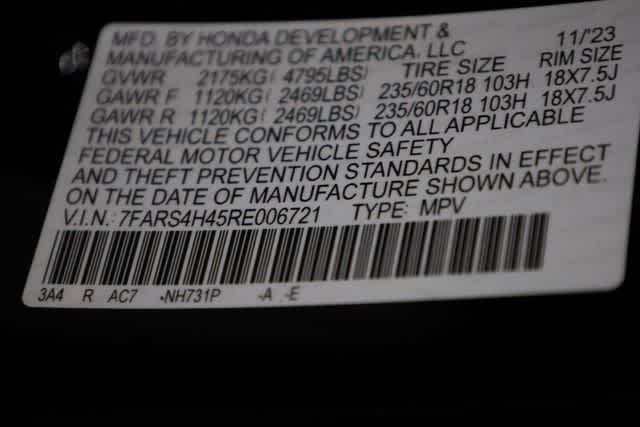 MFD. BY HONDA DEVELOPMENT &
MANUFACTURING OF AMERICA, LLC 11/'23
GVWR 2175KG( 4795LBS) TIRE SIZE RIM SIZE
GAWR F 1120KG( 2469LBS) 235/60R18 103H 18X7.5J
GAWR R 1120KG( 2469LBS) 235/60R18 103H 18X7.5J
THIS VEHICLE CONFORMS TO ALL APPLICABLE
FEDERAL MOTOR VEHICLE SAFETY
AND THEFT PREVENTION STANDARDS IN EFFECT
ON THE DATE OF MANUFACTURE SHOWN ABOVE.
V.I.N.: 7FARS4H45RE006721 TYPE: MPV
3A4 R AC7 -NH731P -A -E